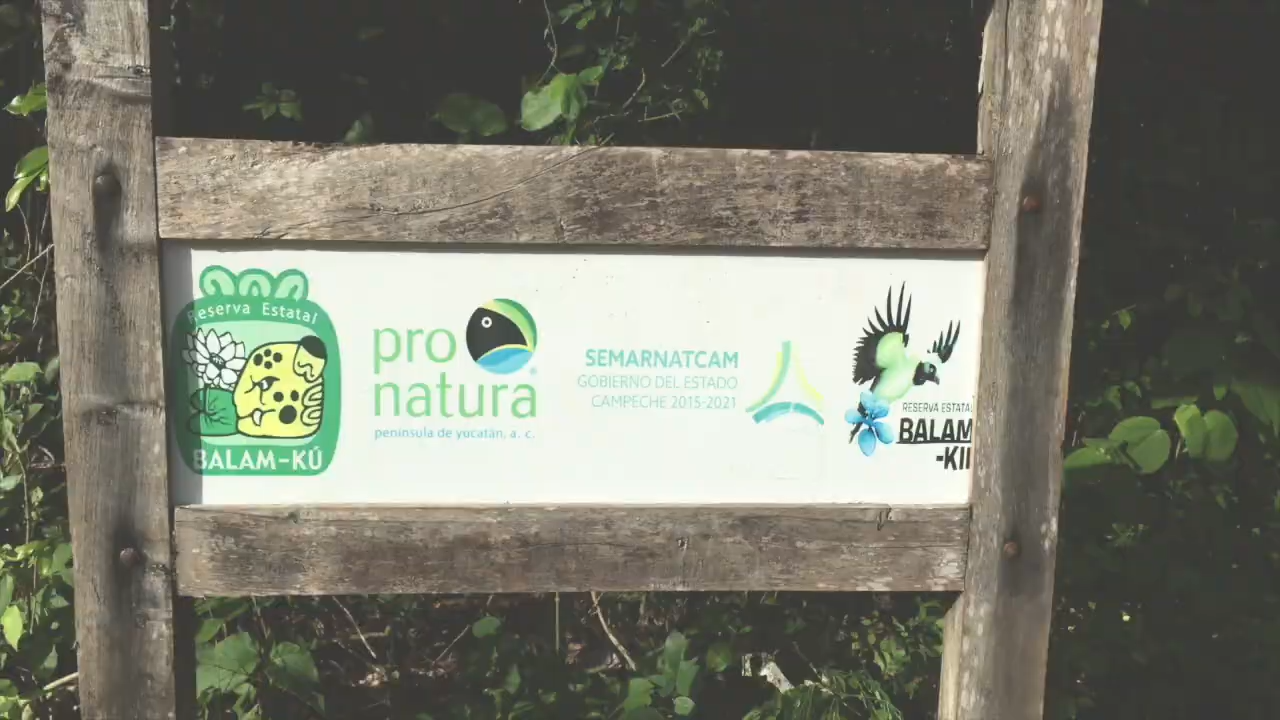 Reserva Estatal
BALAM-KÚ
pro
natura
península de yucatán, a. c.
SEMARNATCAM
GOBIERNO DEL ESTADO
CAMPECHE 2015-2021
RESERVA ESTATAL
BALAM
-KII